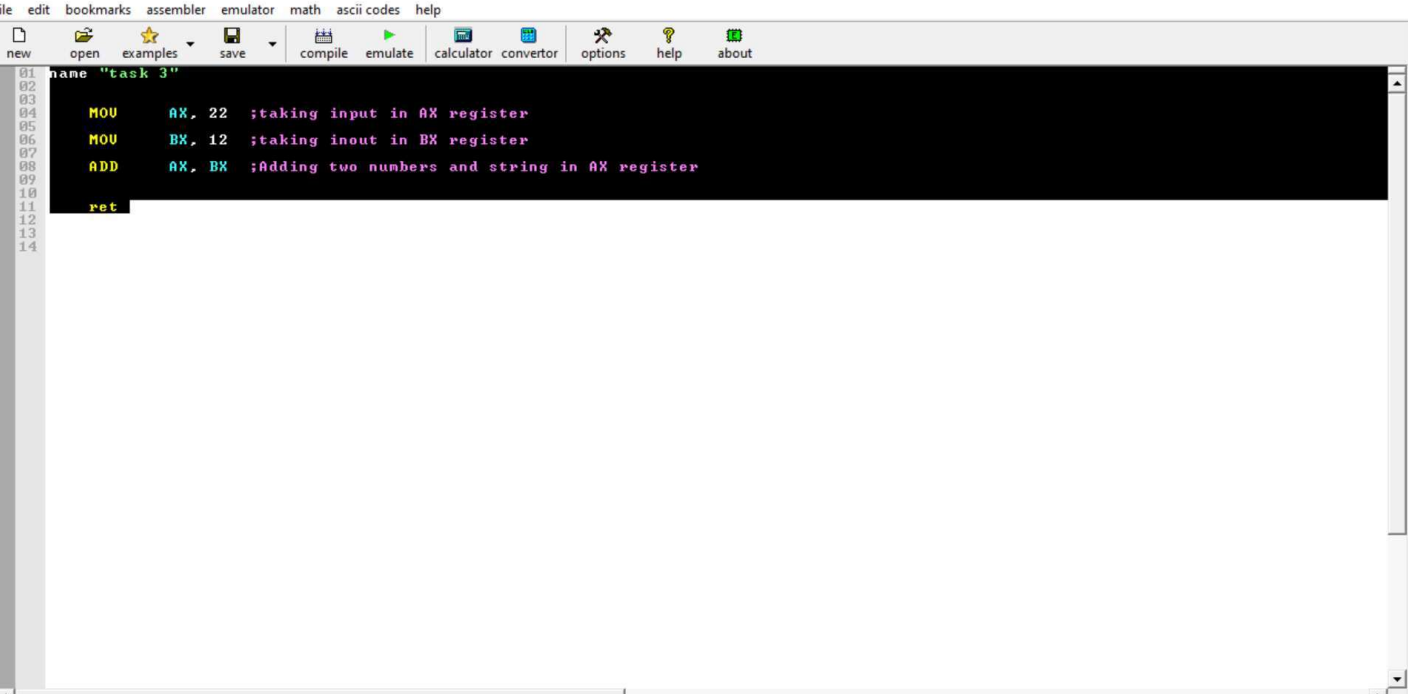 ile edit bookmarks assembler emulator math ascii codes help
new open examples save compile emulate calculator convertor options help about
01 name "task 3"
02
03
04 MOV AX, 22 ;taking input in AX register
05
06 MOV BX, 12 ;taking inout in BX register
07
08 ADD AX, BX ;Adding two numbers and string in AX register
09
10
11 ret
12
13
14